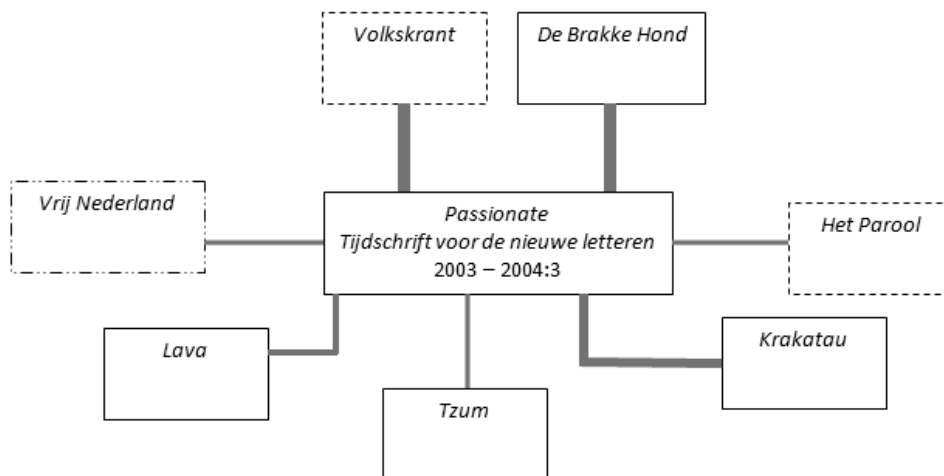 Volkskrant
De Brakke Hond
Vrij Nederland
Passionate
Tijdschrift voor de nieuwe letteren
2003 – 2004:3
Het Parool
Lava
Krakatau
Tzum